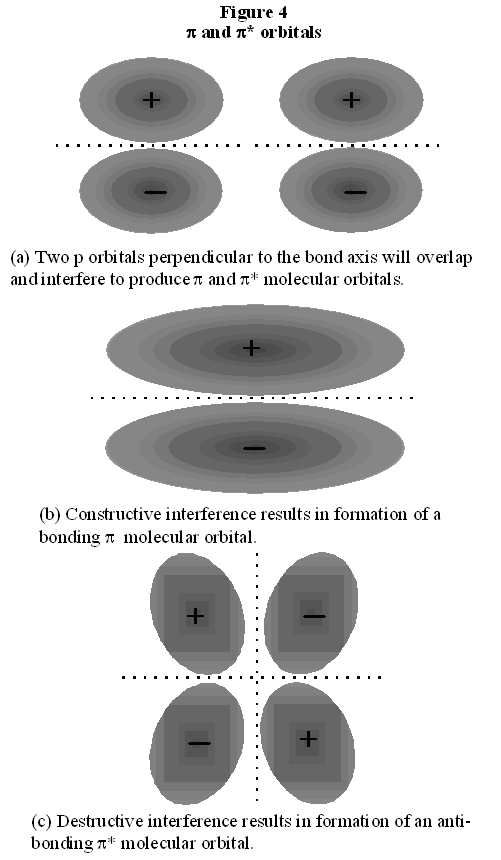 Figure 4
π and π* orbitals
+ +
− −
(a) Two p orbitals perpendicular to the bond axis will overlap
and interfere to produce π and π* molecular orbitals.
+
−
(b) Constructive interference results in formation of a
bonding π molecular orbital.
+ −
− +
(c) Destructive interference results in formation of an anti-
bonding π* molecular orbital.